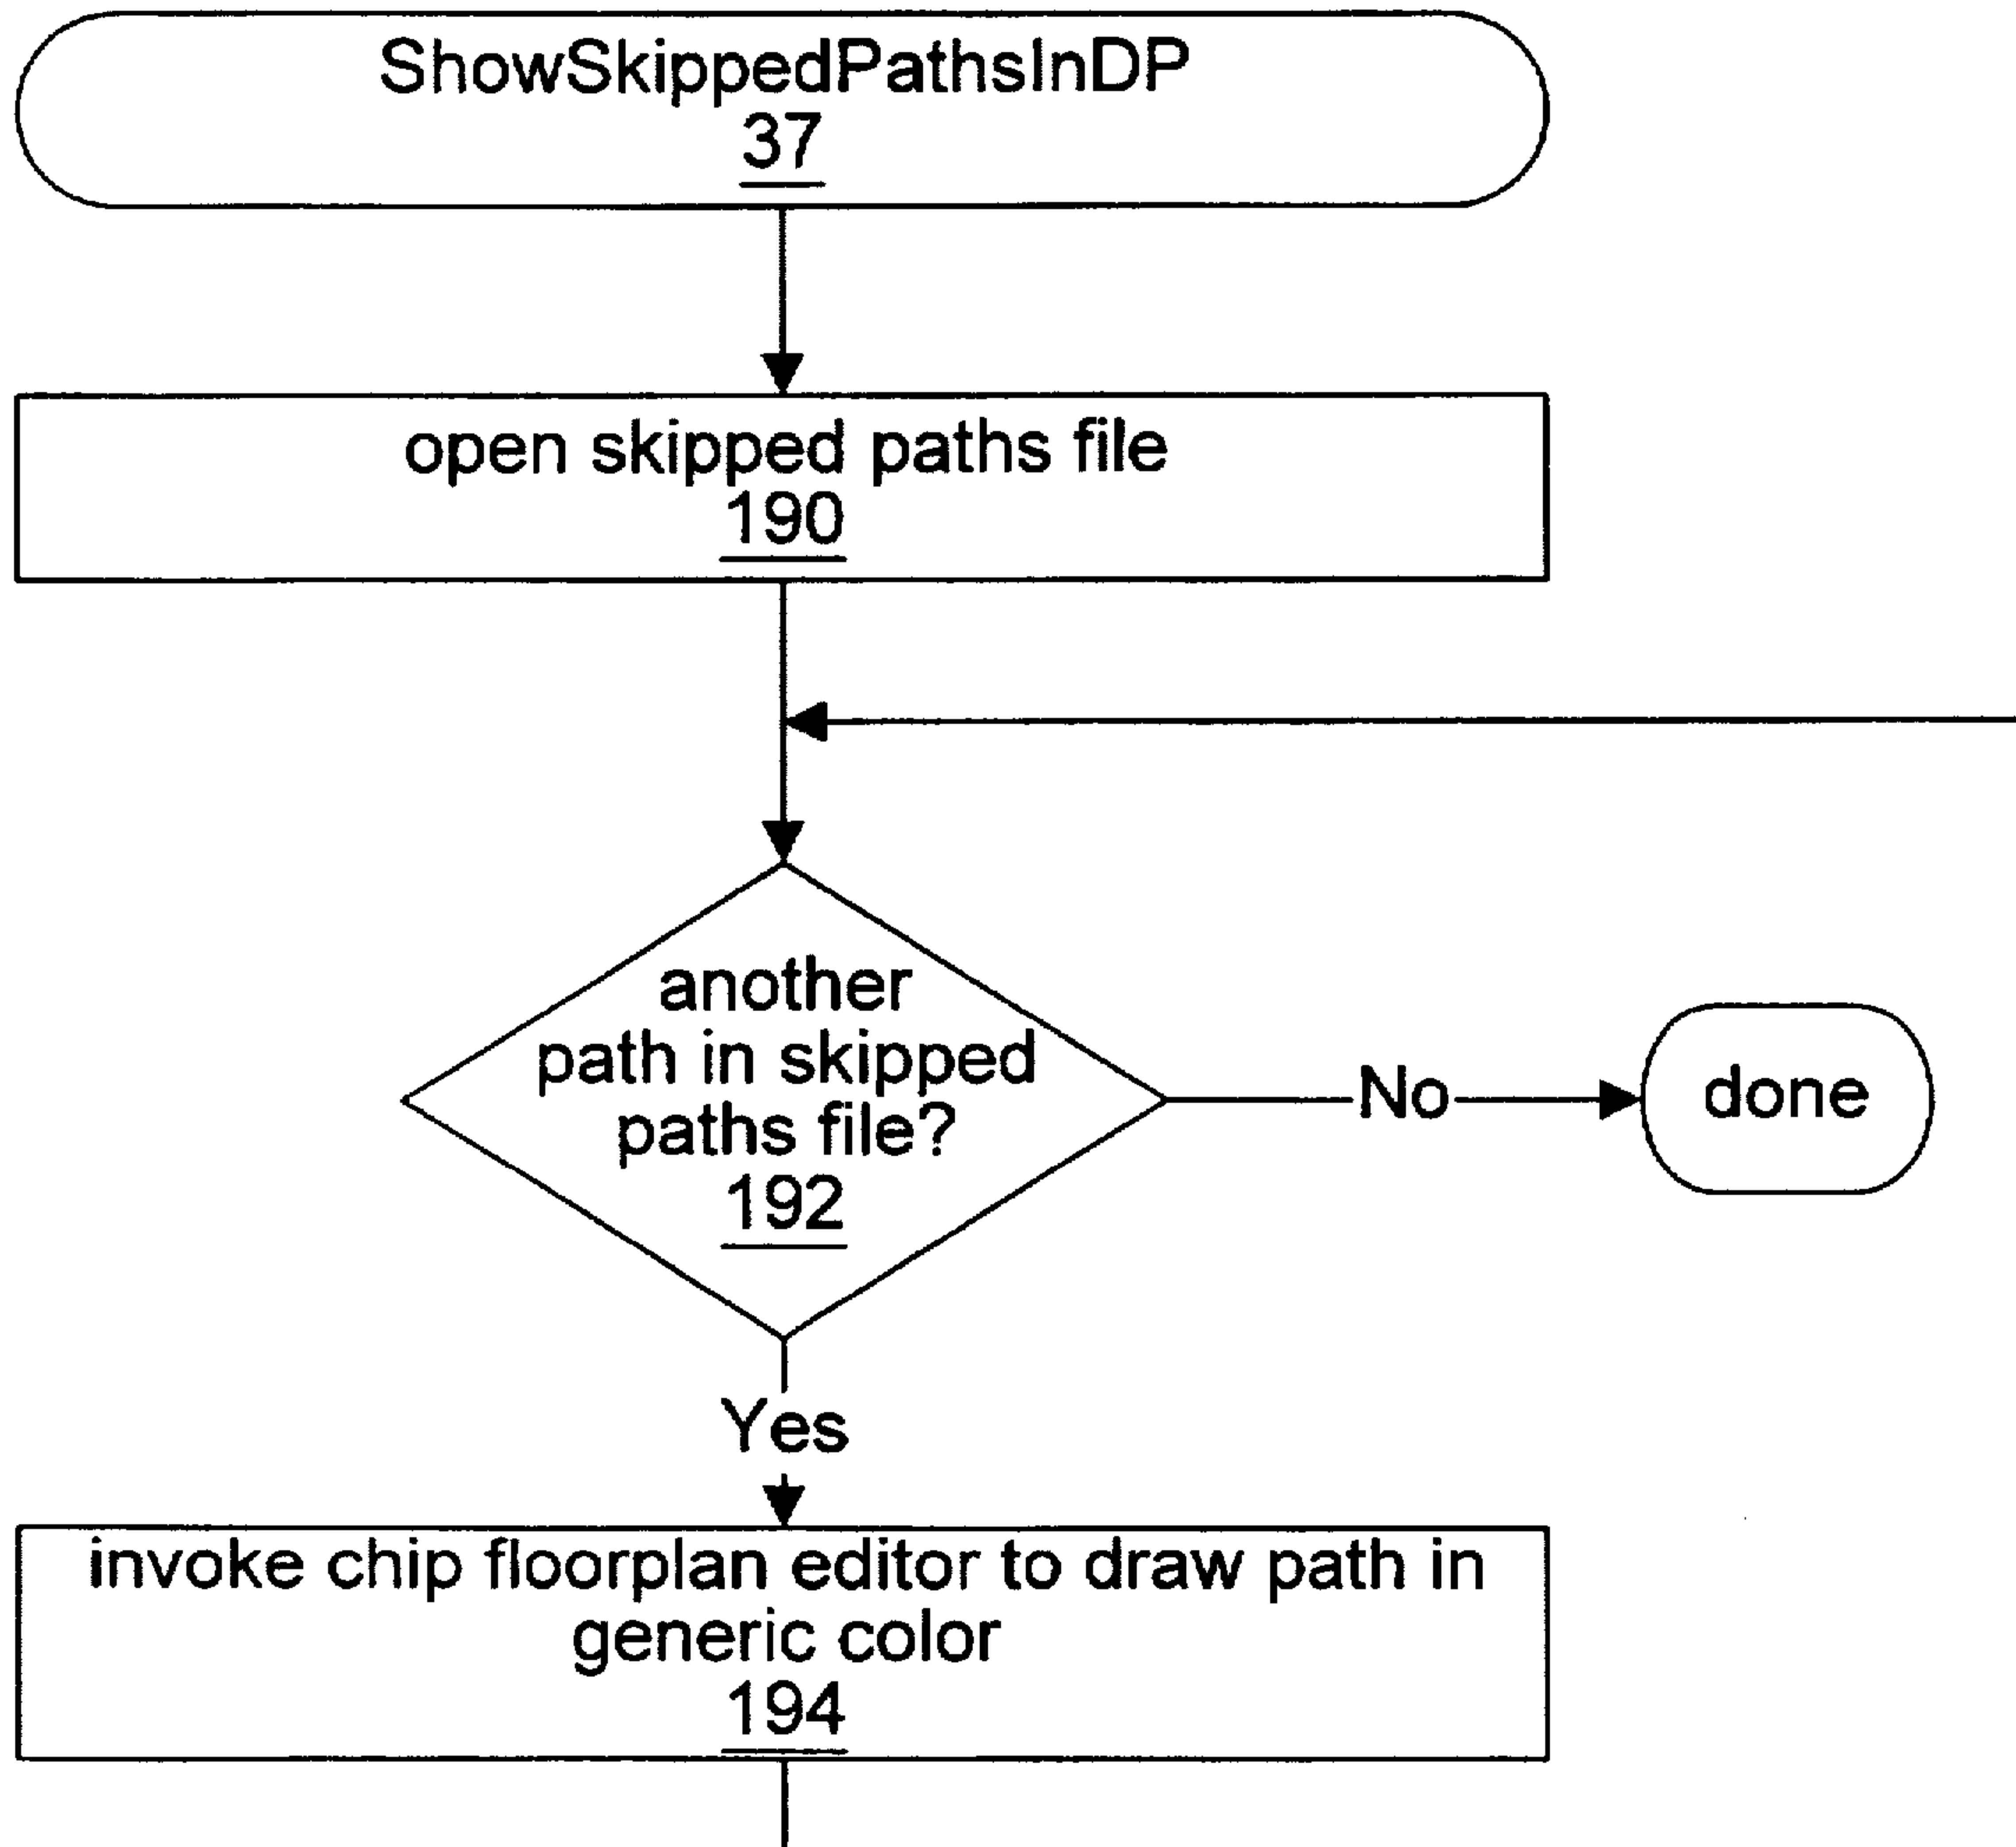 ShowSkippedPathsInDP
37
open skipped paths file
190
another
path in skipped
paths file?
192
No
done
Yes
invoke chip floorplan editor to draw path in
generic color
194